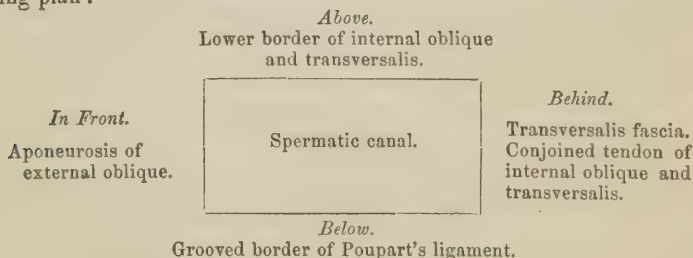 ing plan:
Above.
Lower border of internal oblique
and transversalis.
In Front.
Aponeurosis of
external oblique.
Spermatic canal.
Behind.
Transversalis fascia.
Conjoined tendon of
internal oblique and
transversalis.
Below.
Grooved border of Poupart's ligament.